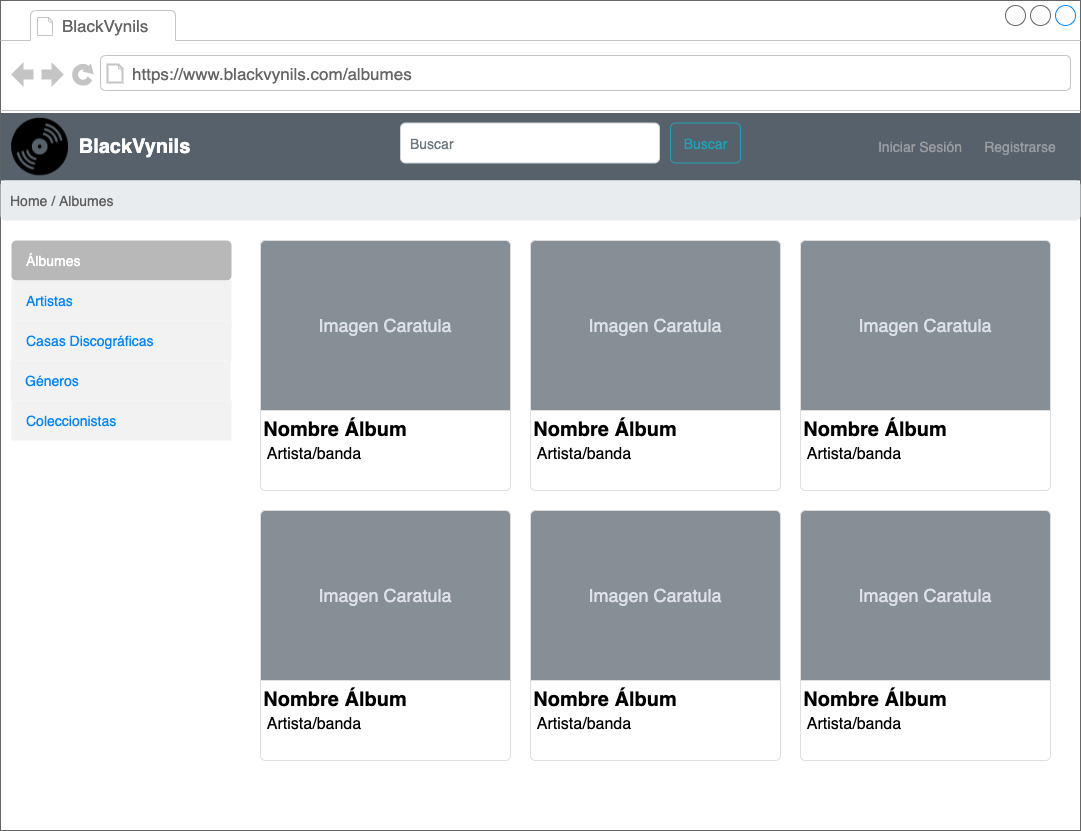 BlackVynils
https://www.blackvynils.com/albumes
BlackVynils
Buscar
Buscar
Iniciar Sesión
Registrarse
Home / Albumes
Álbumes
Artistas
Casas Discográficas
Géneros
Coleccionistas
Imagen Caratula
Imagen Caratula
Imagen Caratula
Nombre Álbum
Artista/banda
Nombre Álbum
Artista/banda
Nombre Álbum
Artista/banda
Imagen Caratula
Imagen Caratula
Imagen Caratula
Nombre Álbum
Artista/banda
Nombre Álbum
Artista/banda
Nombre Álbum
Artista/banda